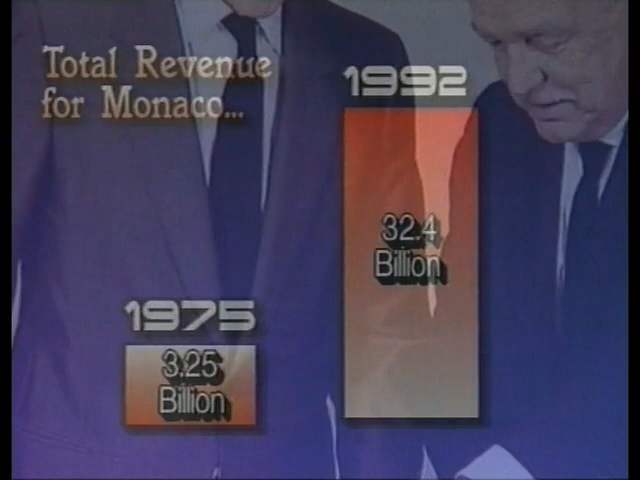 Total Revenue
for Monaco...
1992
32.4
Billion
1975
3.25
Billion